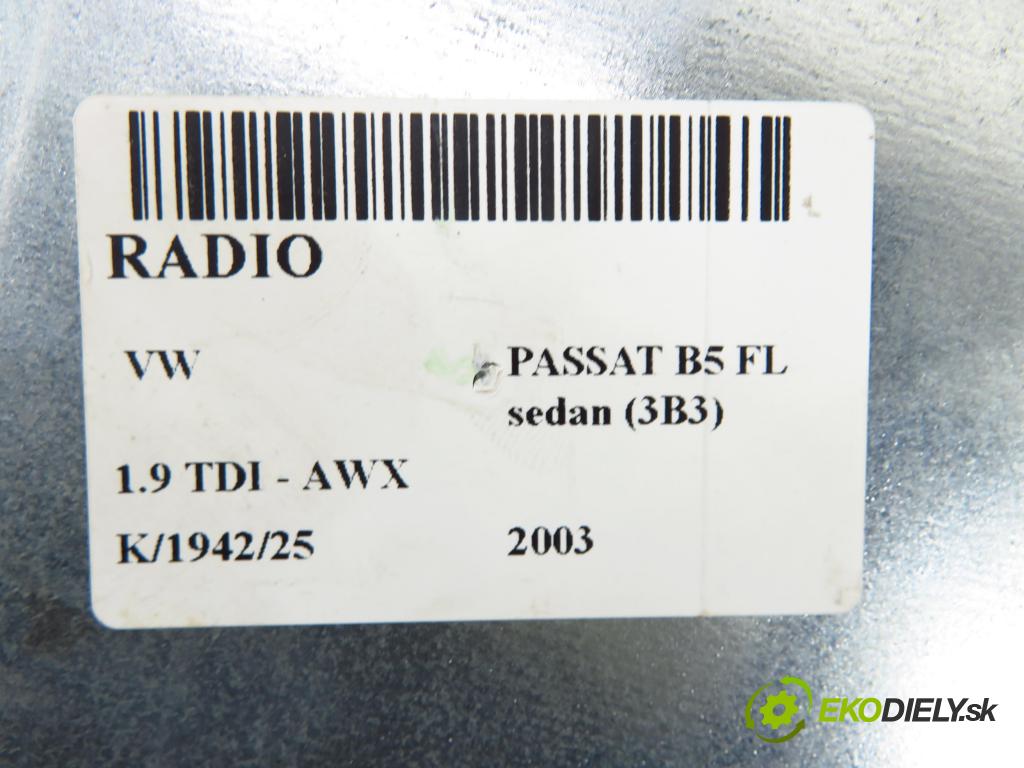 RADIO
VW
PASSAT B5 FL
sedan (3B3)
1.9 TDI - AWX
K/1942/25
2003
EKODIELY.sk